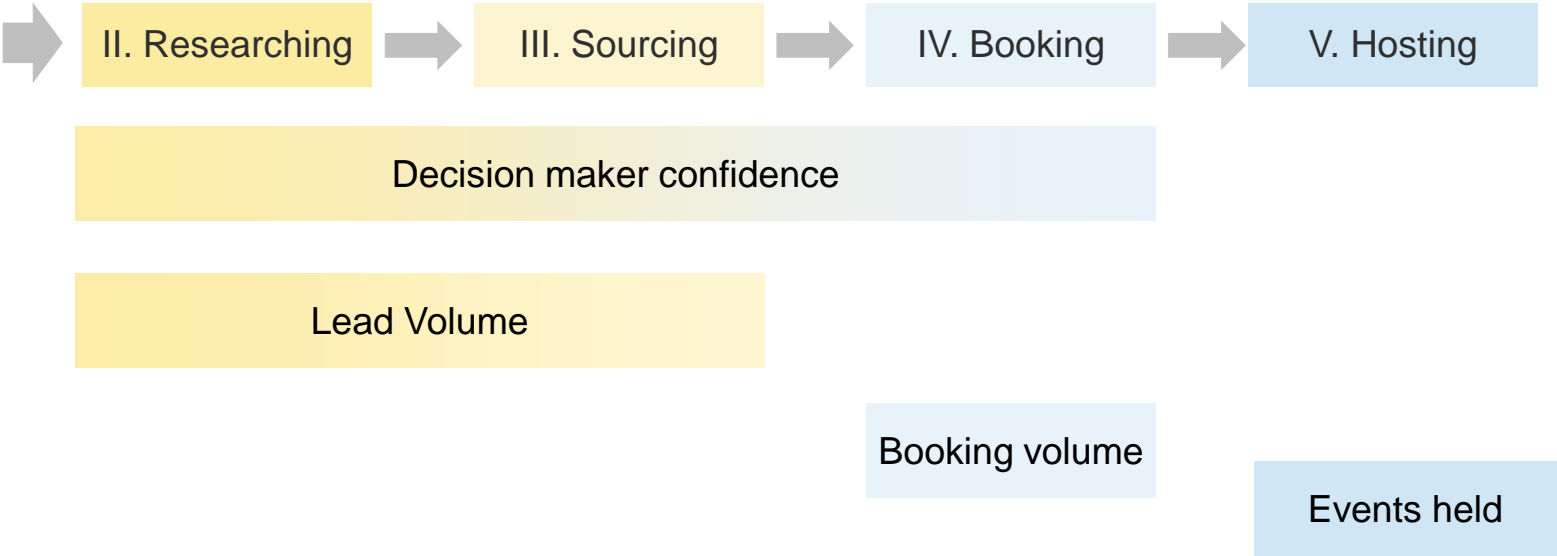 II. Researching
III. Sourcing
IV. Booking
V. Hosting
Decision maker confidence
Lead Volume
Booking volume
Events held